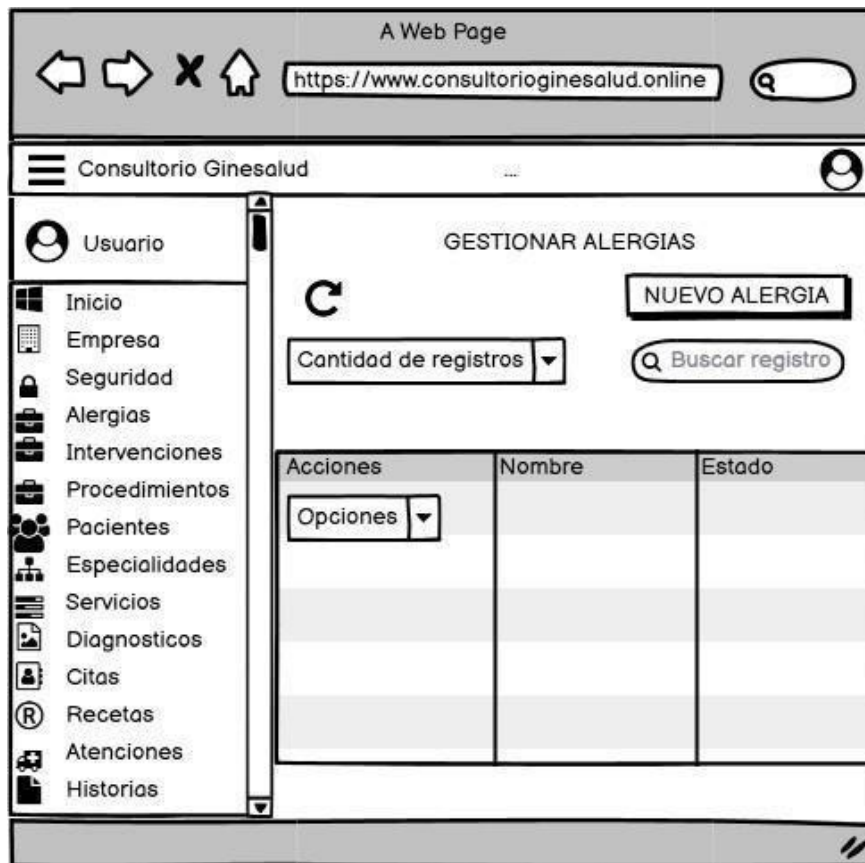 A Web Page
https://www.consultorioginesalud.online
Consultorio Ginesalud
...
Usuario
Inicio
Empresa
Seguridad
Alergias
Intervenciones
Procedimientos
Pacientes
Especialidades
Servicios
Diagnosticos
Citas
Recetas
Atenciones
Historias
GESTIONAR ALERGIAS
NUEVO ALERGIA
Cantidad de registros
Buscar registro
Acciones Nombre Estado
Opciones